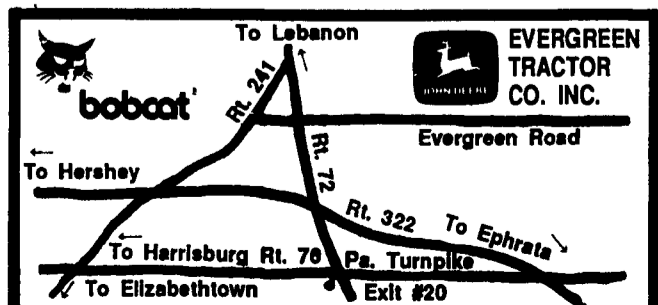 To Lebanon
bobcat
JOHN DEERE
EVERGREEN
TRACTOR
CO. INC.
Rt. 241
Evergreen Road
Rt. 72
To Hershey
Rt. 322
To Ephrata
To Harrisburg Rt. 76
Pa. Turnpike
To Elizabethtown
Exit #20